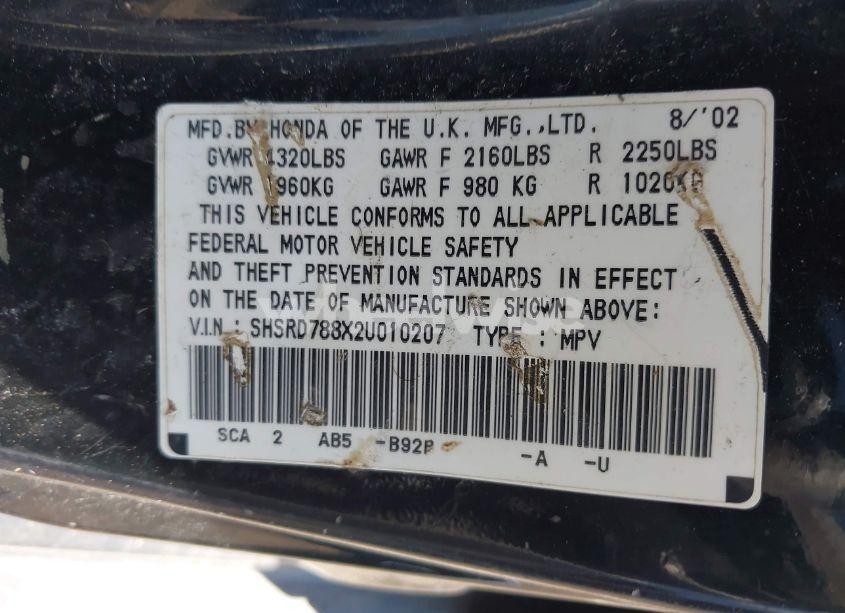 MFD.BY HONDA OF THE U.K. MFG.,LTD. 8/'02
GVWR 4320LBS GAWR F 2160LBS R 2250LBS
GVWR 1960KG GAWR F 980 KG R 1020KG
THIS VEHICLE CONFORMS TO ALL APPLICABLE
FEDERAL MOTOR VEHICLE SAFETY
AND THEFT PREVENTION STANDARDS IN EFFECT
ON THE DATE OF MANUFACTURE SHOWN ABOVE:
V.I.N.: SHSRD788X2U010207 TYPE : MPV
SCA 2 AB5 -B92P -A -U